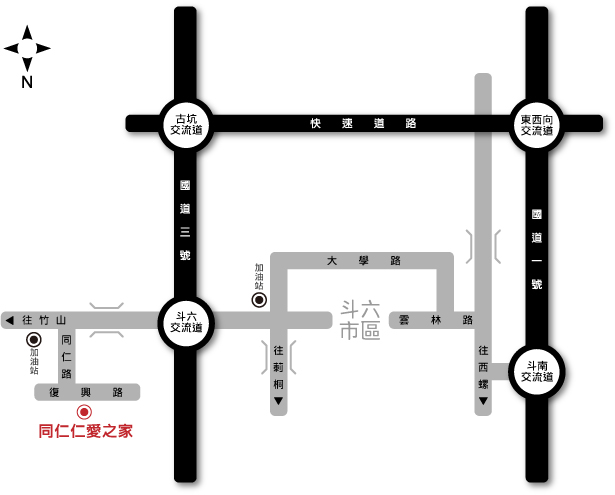 N
古坑
交流道
快速道路
東西向
交流道
國道三號
國道一號
大學路
加油站
往竹山
斗六
交流道
斗六
市區
雲林路
加油站
同仁路
往莿桐
往西螺
斗南
交流道
復興路
同仁仁愛之家